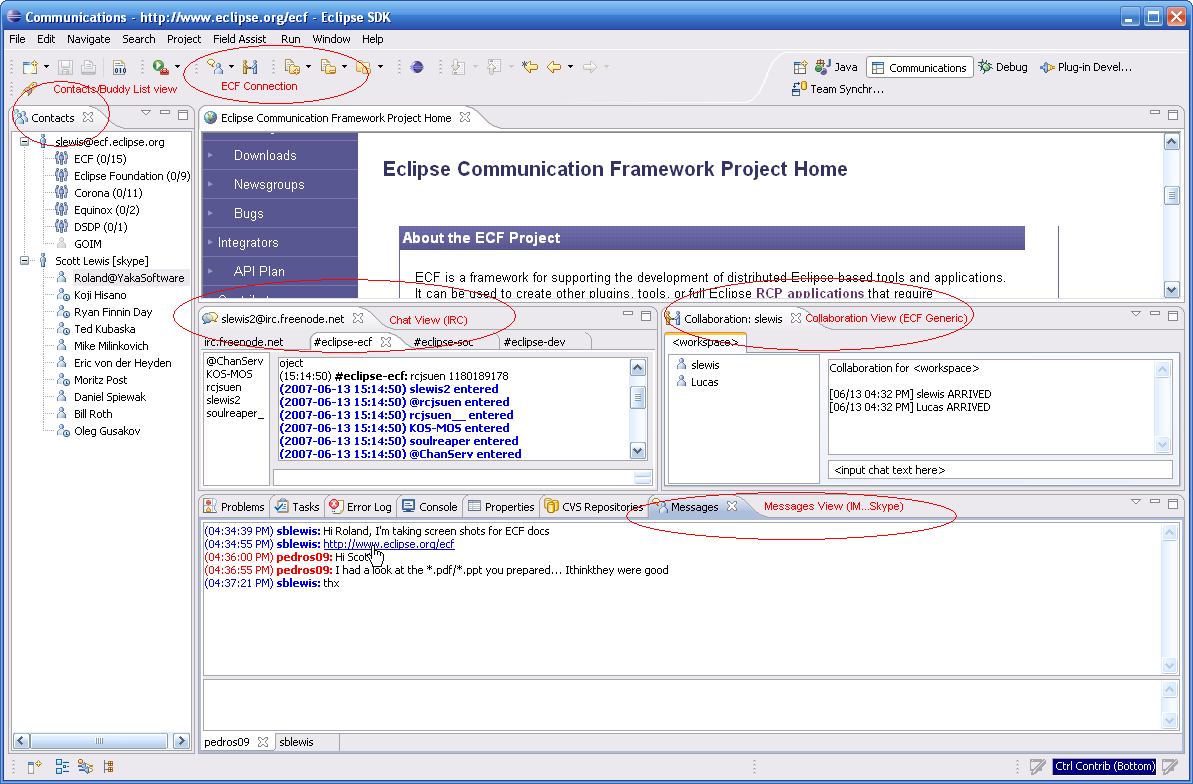 Communications - http://www.eclipse.org/ecf - Eclipse SDK
File Edit Navigate Search Project Field Assist Run Window Help
ECF Connection
Java Communications Debug Plug-in Devel...
Team Synchr...
Contacts/Buddy List view
Contacts
slewis@ecf.eclipse.org
ECF (0/15)
Eclipse Foundation (0/9)
Corona (0/11)
Equinox (0/2)
DSDP (0/1)
GOIM
Scott Lewis [skype]
Roland@YakaSoftware
Koji Hisano
Ryan Finnin Day
Ted Kubaska
Mike Milinkovich
Eric von der Heyden
Moritz Post
Daniel Spiewak
Bill Roth
Oleg Gusakov
Eclipse Communication Framework Project Home
Downloads
Newsgroups
Bugs
Integrators
API Plan
Eclipse Communication Framework Project Home
About the ECF Project
ECF is a framework for supporting the development of distributed Eclipse-based tools and applications.
It can be used to create other plugins, tools, or full Eclipse RCP applications that require
slewis2@irc.freenode.net Chat View (IRC)
irc.freenode.net #eclipse-ecf #eclipse-soc #eclipse-dev
@ChanServ
KOS-MOS
rcjsuen
slewis2
soulreaper_
oject
(15:14:50) #eclipse-ecf: rcjsuen 1180189178
(2007-06-13 15:14:50) slewis2 entered
(2007-06-13 15:14:50) @rcjsuen entered
(2007-06-13 15:14:50) rcjsuen__ entered
(2007-06-13 15:14:50) KOS-MOS entered
(2007-06-13 15:14:50) soulreaper entered
(2007-06-13 15:14:50) @ChanServ entered
Collaboration: slewis Collaboration View (ECF Generic)
<workspace>
slewis
Lucas
Collaboration for <workspace>
[06/13 04:32 PM] slewis ARRIVED
[06/13 04:32 PM] Lucas ARRIVED
<input chat text here>
Problems Tasks Error Log Console Properties CVS Repositories Messages Messages View (IM...Skype)
(04:34:39 PM) sblewis: Hi Roland, I'm taking screen shots for ECF docs
(04:34:55 PM) sblewis: http://www.eclipse.org/ecf
(04:36:00 PM) pedros09: Hi Scott
(04:36:55 PM) pedros09: I had a look at the *.pdf/*.ppt you prepared... Ithinkthey were good
(04:37:21 PM) sblewis: thx
pedros09 sblewis
Ctrl Contrib (Bottom)